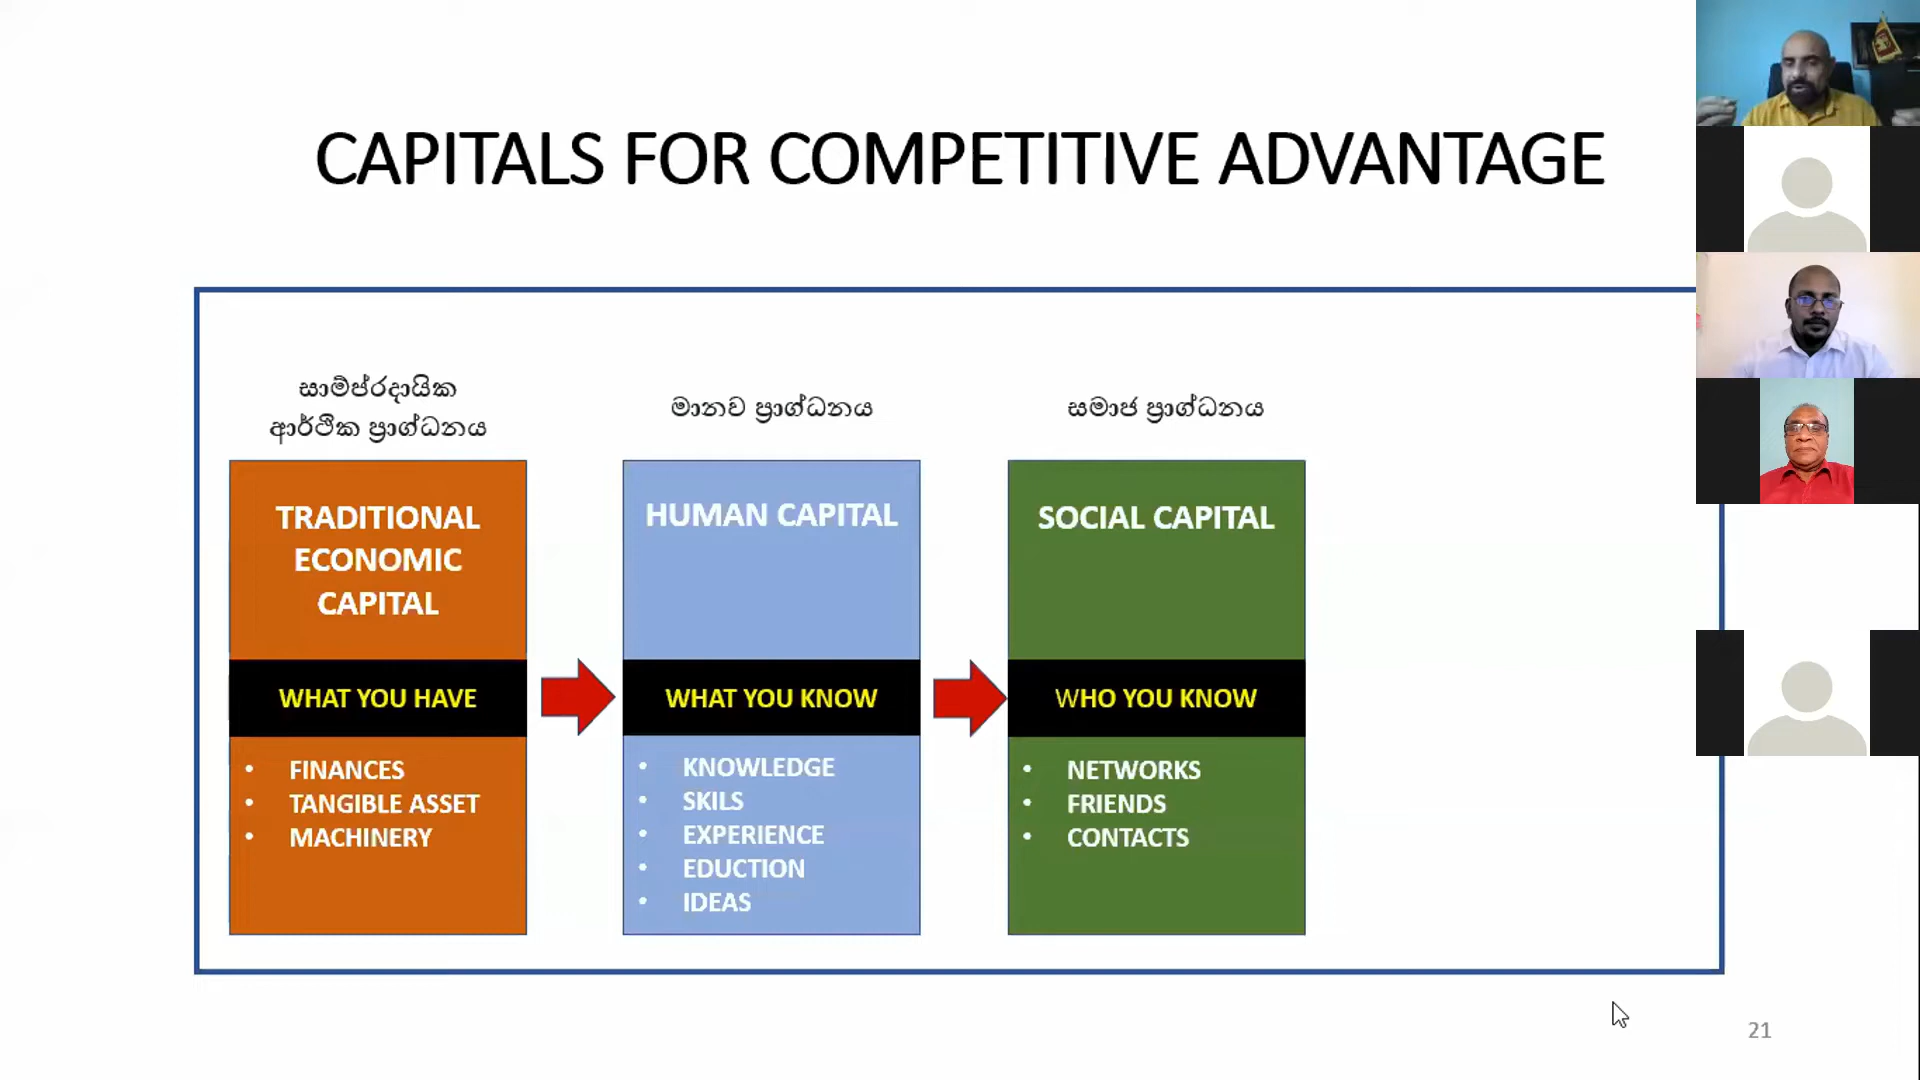 CAPITALS FOR COMPETITIVE ADVANTAGE
සාම්ප්‍රදායික
ආර්ථික ප්‍රාග්ධනය
TRADITIONAL
ECONOMIC
CAPITAL
WHAT YOU HAVE
• FINANCES
• TANGIBLE ASSET
• MACHINERY
මානව ප්‍රාග්ධනය
HUMAN CAPITAL
WHAT YOU KNOW
• KNOWLEDGE
• SKILS
• EXPERIENCE
• EDUCTION
• IDEAS
සමාජ ප්‍රාග්ධනය
SOCIAL CAPITAL
WHO YOU KNOW
• NETWORKS
• FRIENDS
• CONTACTS
21